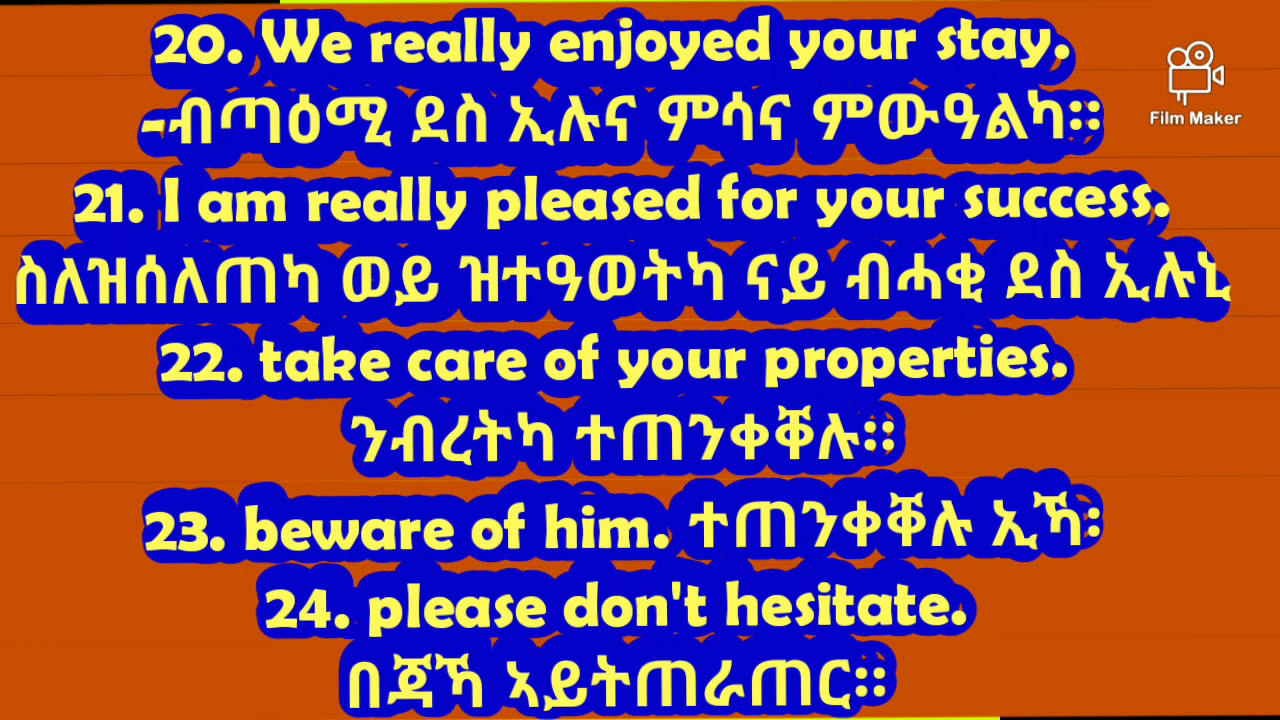 20. We really enjoyed your stay.
-ብጣዕሚ ደስ ኢሉና ምሳና ምውዓልካ።
21. I am really pleased for your success.
ስለዝሰለጠካ ወይ ዝተዓወትካ ናይ ብሓቂ ደስ ኢሉኒ
22. take care of your properties.
ንብረትካ ተጠንቀቐሉ።
23. beware of him. ተጠንቀቐሉ ኢኻ፡
24. please don't hesitate.
በጃኻ ኣይትጠራጠር።
Film Maker